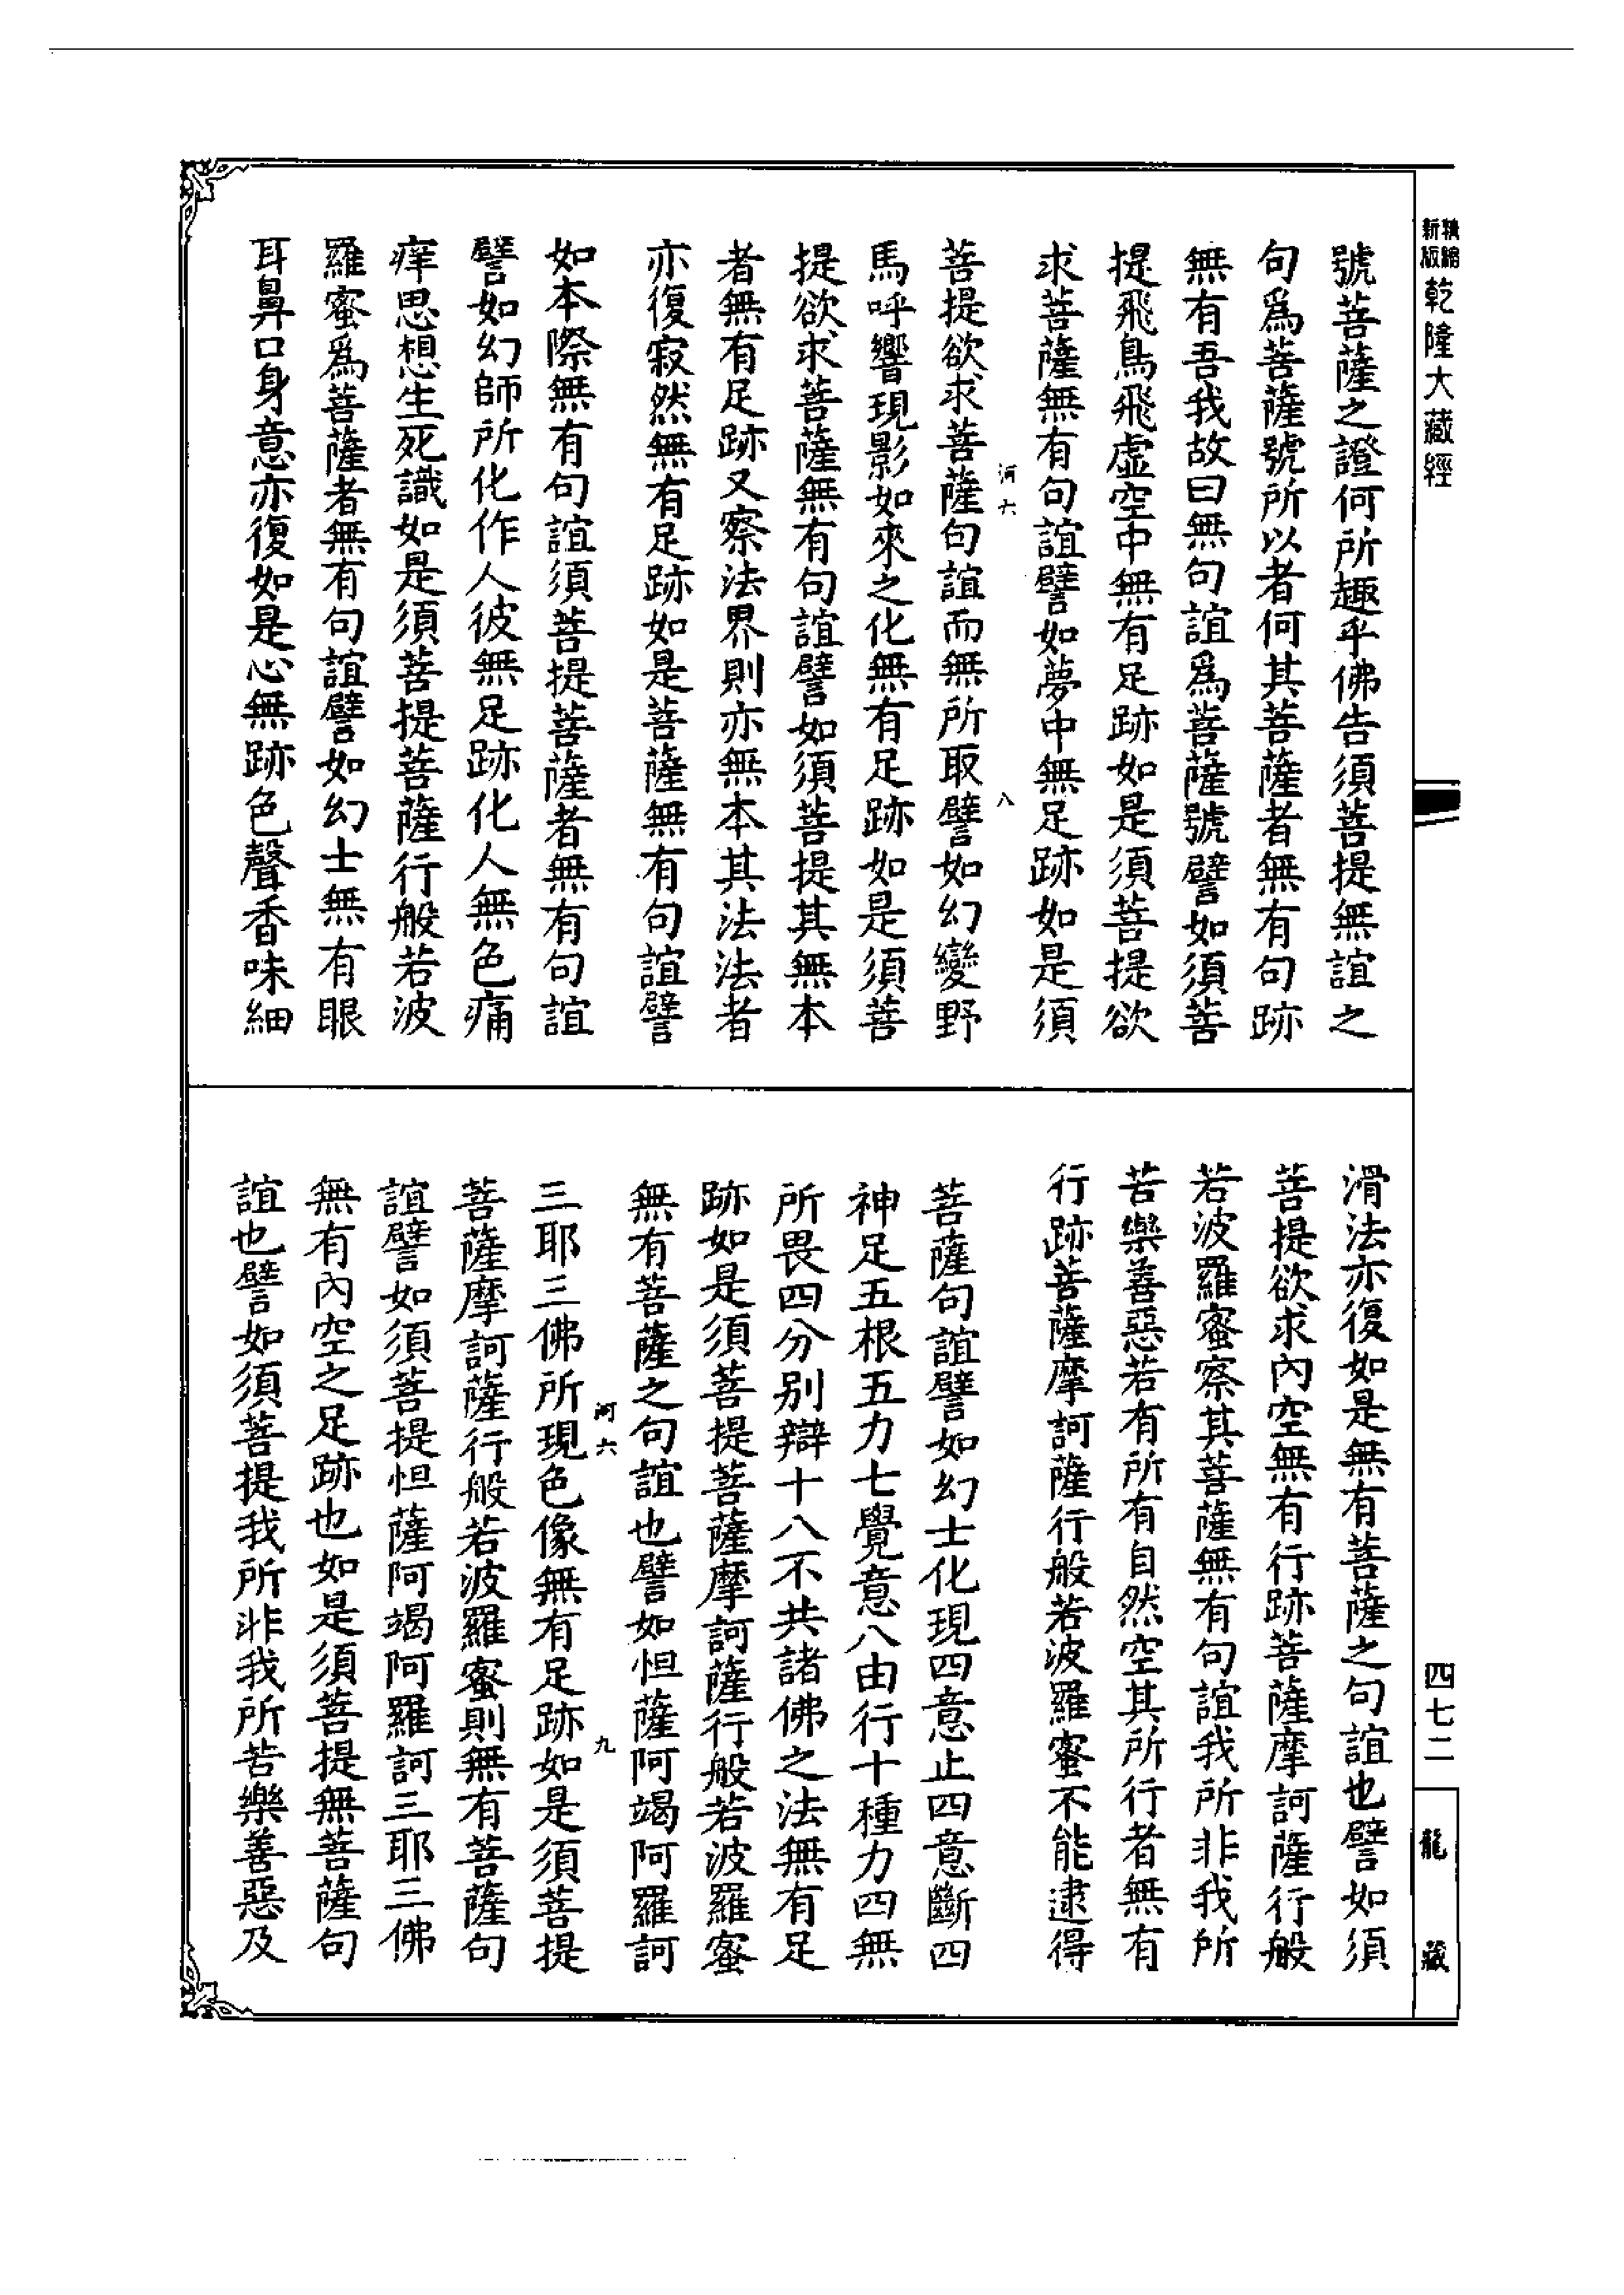 新版
精縮
乾隆大藏經
四七二
龍藏
號菩薩之證何所趣乎佛告須菩提無誼之
句爲菩薩號所以者何其菩薩者無有句跡
無有吾我故曰無句誼爲菩薩號譬如須菩
提飛鳥飛虛空中無有足跡如是須菩提欲
求菩薩無有句誼譬如夢中無足跡如是須
河六
八
菩提欲求菩薩句誼而無所取譬如幻變野
馬呼響現影如來之化無有足跡如是須菩
提欲求菩薩無有句誼譬如須菩提其無本
者無有足跡又察法界則亦無本其法法者
亦復寂然無有足跡如是菩薩無有句誼譬
如本際無有句誼須菩提菩薩者無有句誼
譬如幻師所化作人彼無足跡化人無色痛
痒思想生死識如是須菩提菩薩行般若波
羅蜜爲菩薩者無有句誼譬如幻士無有眼
耳鼻口身意亦復如是心無跡色聲香味細
滑法亦復如是無有菩薩之句誼也譬如須
菩提欲求內空無有行跡菩薩摩訶薩行般
若波羅蜜察其菩薩無有句誼我所非我所
苦樂善惡若有所有自然空其所行者無有
行跡菩薩摩訶薩行般若波羅蜜不能逮得
菩薩句誼譬如幻士化現四意止四意斷四
神足五根五力七覺意八由行十種力四無
所畏四分别辯十八不共諸佛之法無有足
跡如是須菩提菩薩摩訶薩行般若波羅蜜
無有菩薩之句誼也譬如怛薩阿竭阿羅訶
河六
九
三耶三佛所現色像無有足跡如是須菩提
菩薩摩訶薩行般若波羅蜜則無有菩薩句
誼譬如須菩提怛薩阿竭阿羅訶三耶三佛
無有內空之足跡也如是須菩提無菩薩句
誼也譬如須菩提我所非我所苦樂善惡及